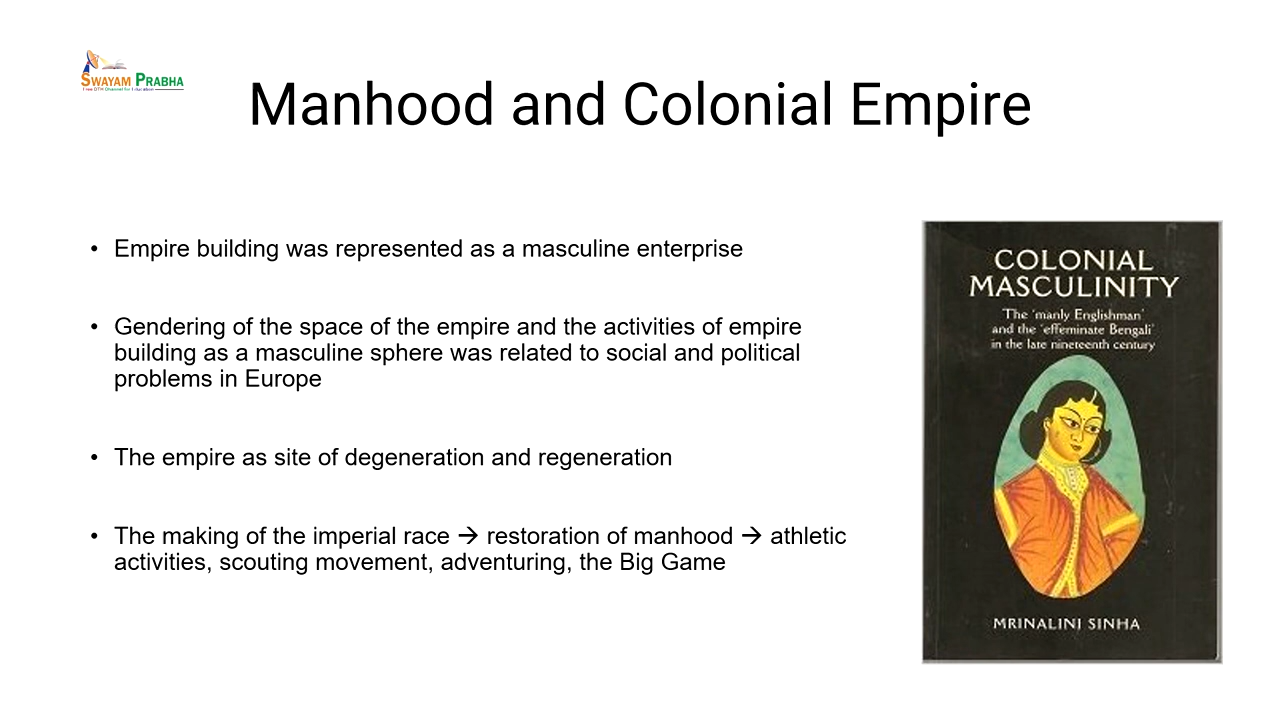 SWAYAM PRABHA
Manhood and Colonial Empire
• Empire building was represented as a masculine enterprise
• Gendering of the space of the empire and the activities of empire
building as a masculine sphere was related to social and political
problems in Europe
• The empire as site of degeneration and regeneration
• The making of the imperial race → restoration of manhood → athletic
activities, scouting movement, adventuring, the Big Game
COLONIAL
MASCULINITY
The 'manly Englishman'
and the 'effeminate Bengali'
in the late nineteenth century
MRINALINI SINHA